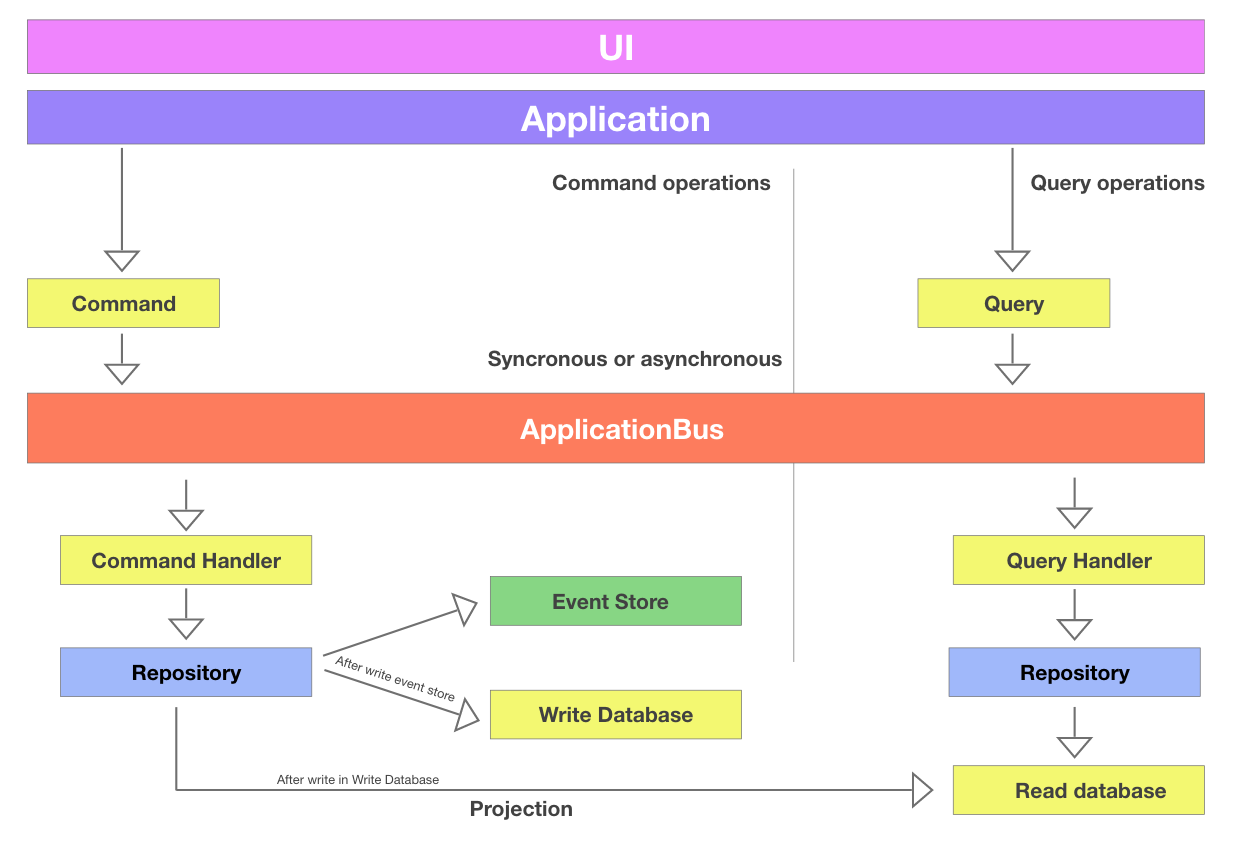 UI
Application
Command operations
Query operations
Command
Query
Syncronous or asynchronous
ApplicationBus
Command Handler
Query Handler
Event Store
After write event store
Repository
Repository
Write Database
After write in Write Database
Read database
Projection